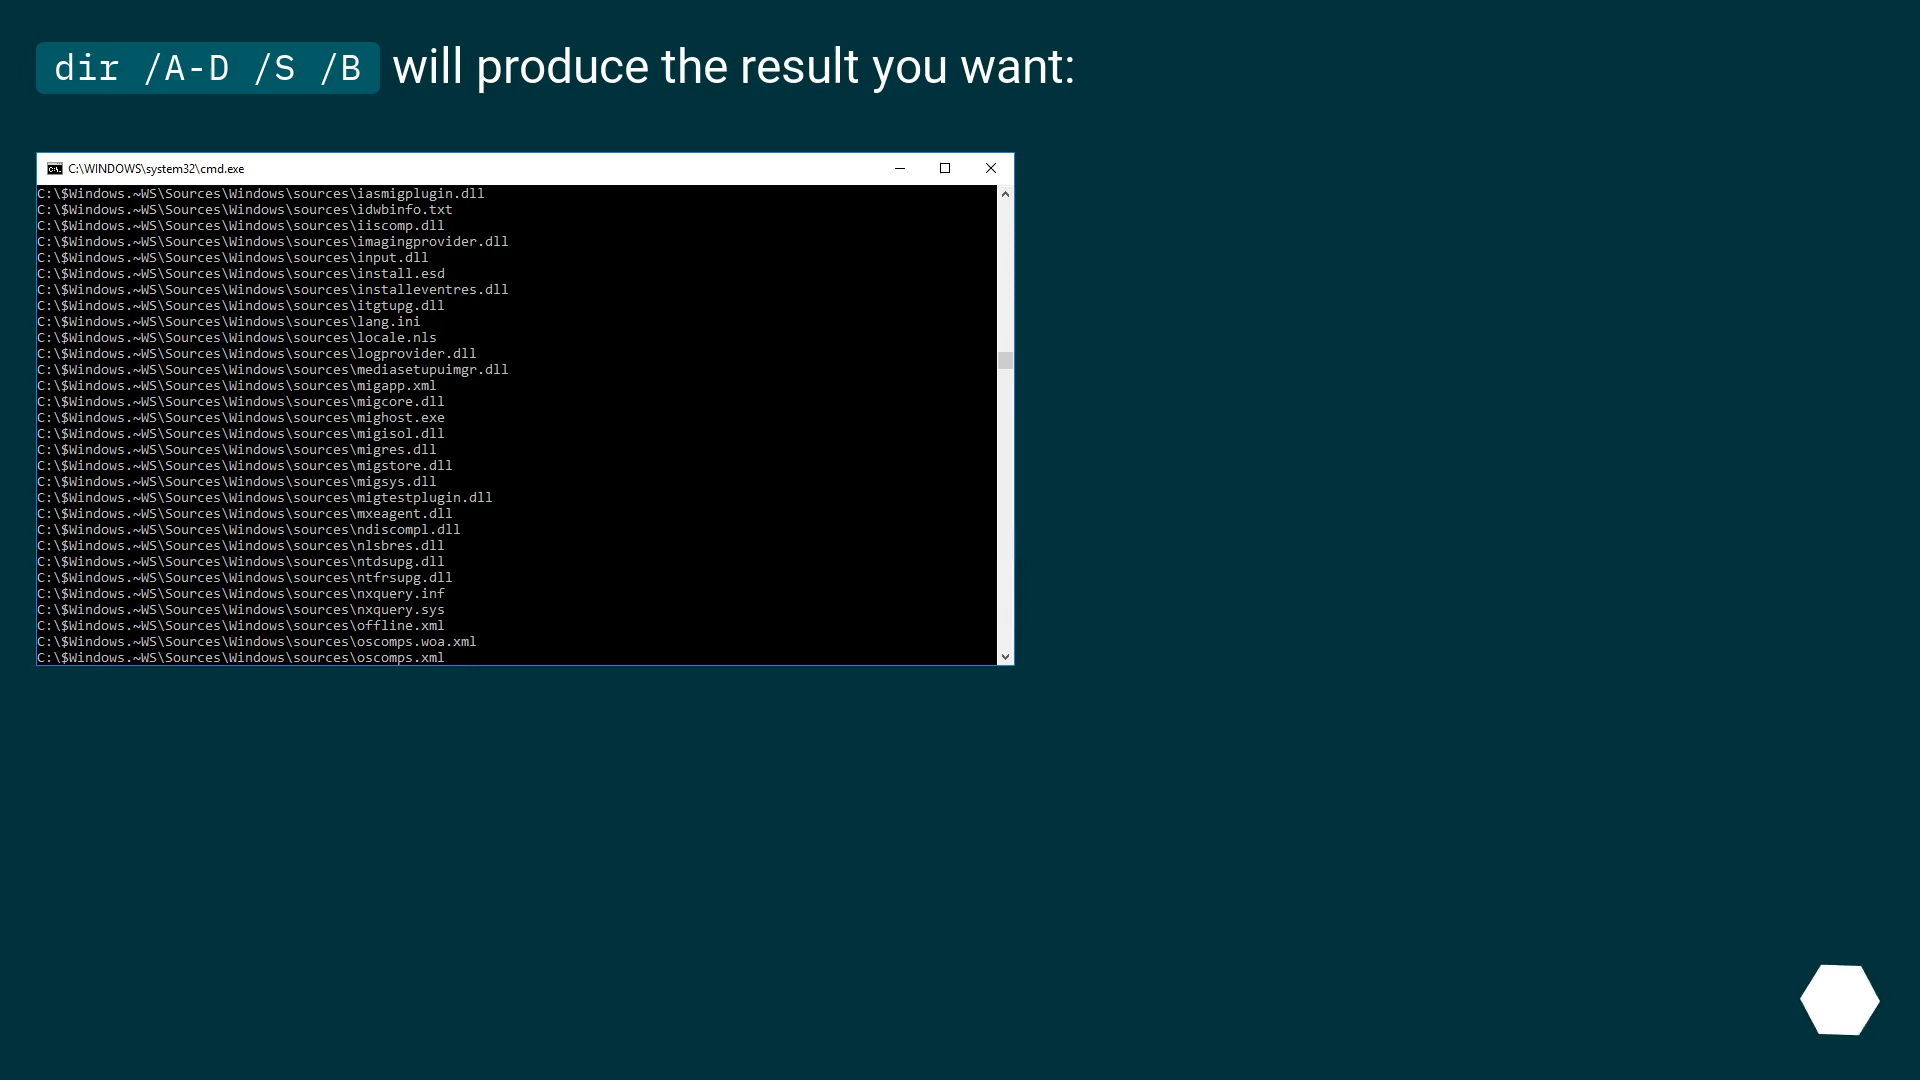 dir /A-D /S /B will produce the result you want:
C:\WINDOWS\system32\cmd.exe
C:\$Windows.~WS\Sources\Windows\sources\iasmigplugin.dll
C:\$Windows.~WS\Sources\Windows\sources\idwbinfo.txt
C:\$Windows.~WS\Sources\Windows\sources\iiscomp.dll
C:\$Windows.~WS\Sources\Windows\sources\imagingprovider.dll
C:\$Windows.~WS\Sources\Windows\sources\input.dll
C:\$Windows.~WS\Sources\Windows\sources\install.esd
C:\$Windows.~WS\Sources\Windows\sources\installeventres.dll
C:\$Windows.~WS\Sources\Windows\sources\itgtupg.dll
C:\$Windows.~WS\Sources\Windows\sources\lang.ini
C:\$Windows.~WS\Sources\Windows\sources\locale.nls
C:\$Windows.~WS\Sources\Windows\sources\logprovider.dll
C:\$Windows.~WS\Sources\Windows\sources\mediasetupuimgr.dll
C:\$Windows.~WS\Sources\Windows\sources\migapp.xml
C:\$Windows.~WS\Sources\Windows\sources\migcore.dll
C:\$Windows.~WS\Sources\Windows\sources\mighost.exe
C:\$Windows.~WS\Sources\Windows\sources\migisol.dll
C:\$Windows.~WS\Sources\Windows\sources\migres.dll
C:\$Windows.~WS\Sources\Windows\sources\migstore.dll
C:\$Windows.~WS\Sources\Windows\sources\migsys.dll
C:\$Windows.~WS\Sources\Windows\sources\migtestplugin.dll
C:\$Windows.~WS\Sources\Windows\sources\mxeagent.dll
C:\$Windows.~WS\Sources\Windows\sources\ndiscompl.dll
C:\$Windows.~WS\Sources\Windows\sources\nlsbres.dll
C:\$Windows.~WS\Sources\Windows\sources\ntdsupg.dll
C:\$Windows.~WS\Sources\Windows\sources\ntfrsupg.dll
C:\$Windows.~WS\Sources\Windows\sources\nxquery.inf
C:\$Windows.~WS\Sources\Windows\sources\nxquery.sys
C:\$Windows.~WS\Sources\Windows\sources\offline.xml
C:\$Windows.~WS\Sources\Windows\sources\oscomps.woa.xml
C:\$Windows.~WS\Sources\Windows\sources\oscomps.xml